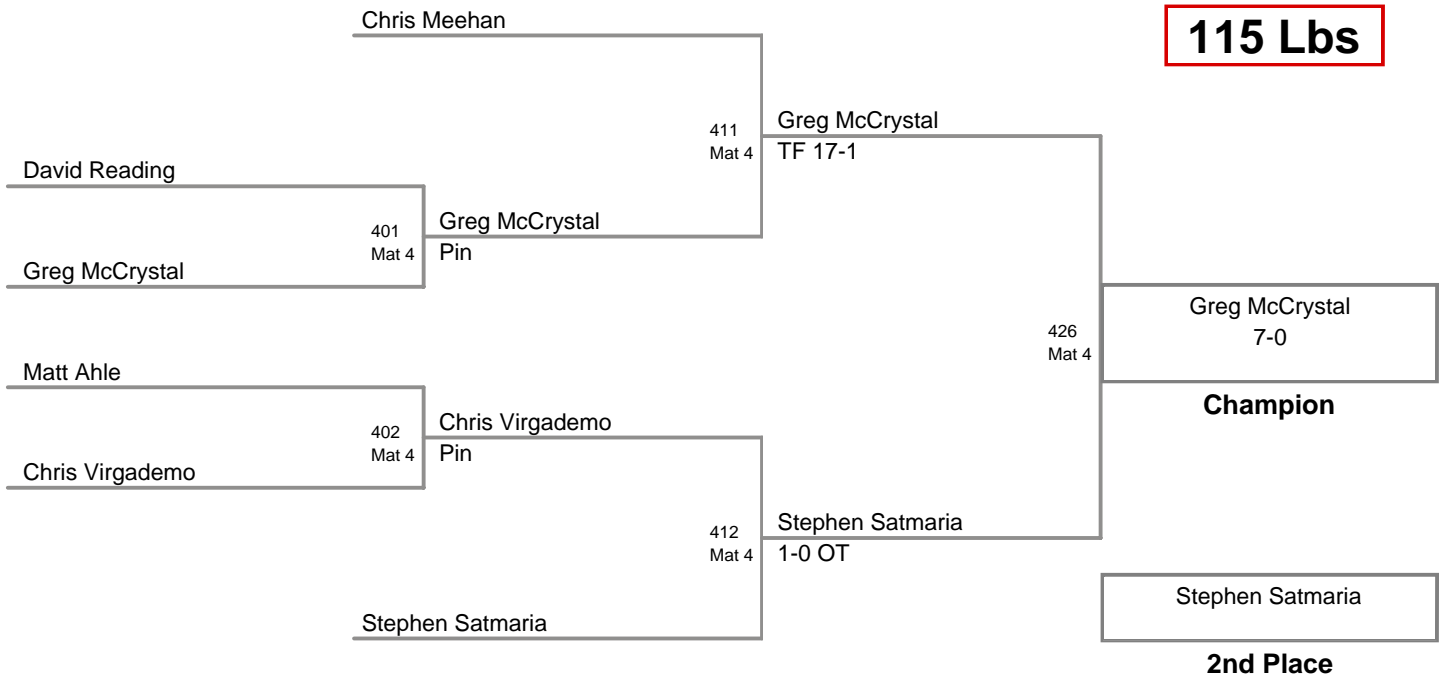 Chris Meehan
115 Lbs
411
Mat 4
Greg McCrystal
TF 17-1
David Reading
401
Mat 4
Greg McCrystal
Pin
Greg McCrystal
426
Mat 4
Greg McCrystal
7-0
Champion
Matt Ahle
402
Mat 4
Chris Virgademo
Pin
Chris Virgademo
412
Mat 4
Stephen Satmaria
1-0 OT
Stephen Satmaria
Stephen Satmaria
2nd Place